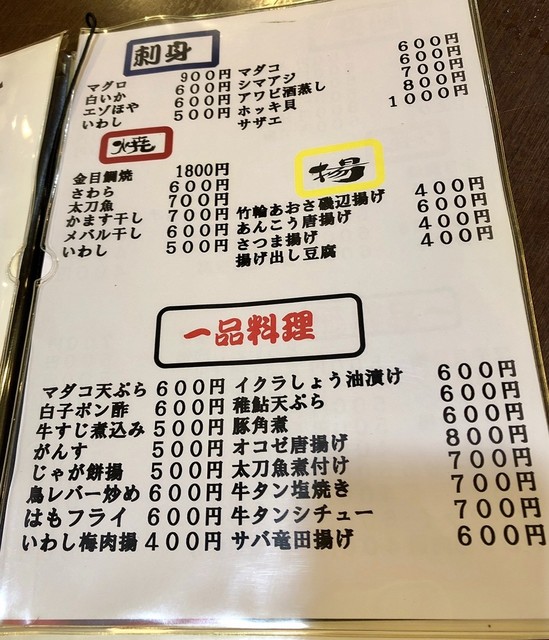 刺身
マグロ 900円
白いか 600円
エゾほや 600円
いわし 500円
マダコ 600円
シマアジ 600円
アワビ酒蒸し 700円
ホッキ貝 800円
サザエ 1000円
焼
金目鯛焼 1800円
さわら 600円
太刀魚 700円
かます干し 700円
メバル干し 600円
いわし 500円
揚
竹輪あおさ磯辺揚げ 400円
あんこう唐揚げ 600円
さつま揚げ 400円
揚げ出し豆腐 400円
一品料理
マダコ天ぷら 600円
白子ポン酢 600円
牛すじ煮込み 500円
がんす 500円
じゃが餅揚 500円
鳥レバー炒め 600円
はもフライ 600円
いわし梅肉揚 400円
イクラしょう油漬け 600円
稚鮎天ぷら 600円
豚角煮 600円
オコゼ唐揚げ 800円
太刀魚煮付け 700円
牛タン塩焼き 700円
牛タンシチュー 700円
サバ竜田揚げ 600円